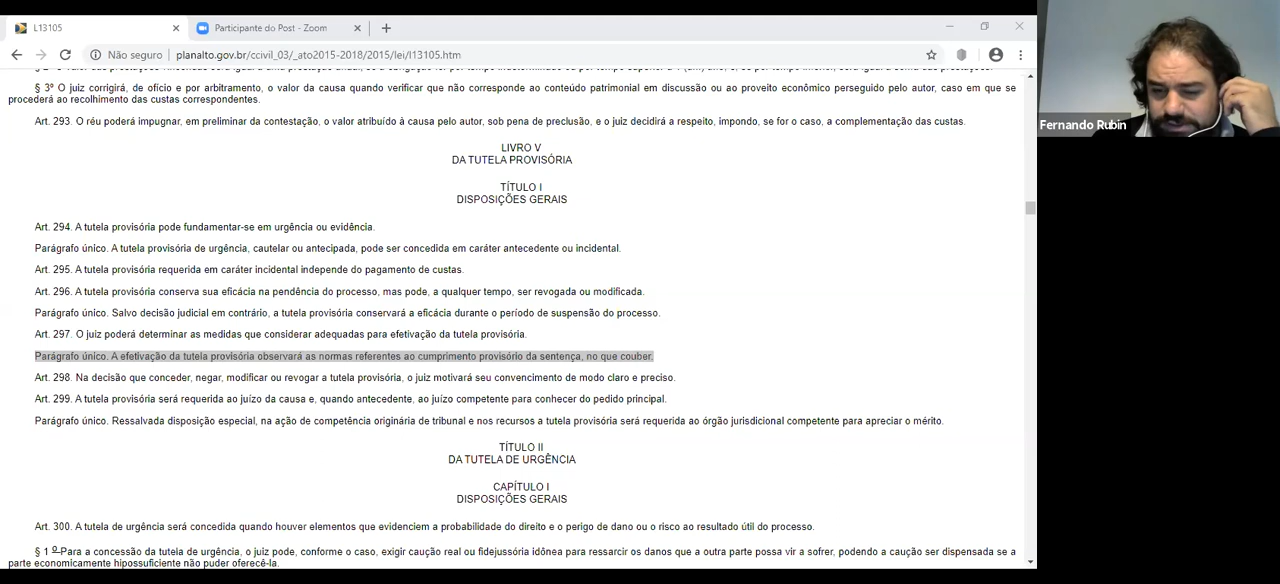 L13105
Participante do Post - Zoom
Não seguro
planalto.gov.br/ccivil_03/_ato2015-2018/2015/lei/l13105.htm
§ 3º O juiz corrigirá, de ofício e por arbitramento, o valor da causa quando verificar que não corresponde ao conteúdo patrimonial em discussão ou ao proveito econômico perseguido pelo autor, caso em que se
procederá ao recolhimento das custas correspondentes.
Art. 293. O réu poderá impugnar, em preliminar da contestação, o valor atribuído à causa pelo autor, sob pena de preclusão, e o juiz decidirá a respeito, impondo, se for o caso, a complementação das custas.
LIVRO V
DA TUTELA PROVISÓRIA
TÍTULO I
DISPOSIÇÕES GERAIS
Art. 294. A tutela provisória pode fundamentar-se em urgência ou evidência.
Parágrafo único. A tutela provisória de urgência, cautelar ou antecipada, pode ser concedida em caráter antecedente ou incidental.
Art. 295. A tutela provisória requerida em caráter incidental independe do pagamento de custas.
Art. 296. A tutela provisória conserva sua eficácia na pendência do processo, mas pode, a qualquer tempo, ser revogada ou modificada.
Parágrafo único. Salvo decisão judicial em contrário, a tutela provisória conservará a eficácia durante o período de suspensão do processo.
Art. 297. O juiz poderá determinar as medidas que considerar adequadas para efetivação da tutela provisória.
Parágrafo único. A efetivação da tutela provisória observará as normas referentes ao cumprimento provisório da sentença, no que couber.
Art. 298. Na decisão que conceder, negar, modificar ou revogar a tutela provisória, o juiz motivará seu convencimento de modo claro e preciso.
Art. 299. A tutela provisória será requerida ao juízo da causa e, quando antecedente, ao juízo competente para conhecer do pedido principal.
Parágrafo único. Ressalvada disposição especial, na ação de competência originária de tribunal e nos recursos a tutela provisória será requerida ao órgão jurisdicional competente para apreciar o mérito.
TÍTULO II
DA TUTELA DE URGÊNCIA
CAPÍTULO I
DISPOSIÇÕES GERAIS
Art. 300. A tutela de urgência será concedida quando houver elementos que evidenciem a probabilidade do direito e o perigo de dano ou o risco ao resultado útil do processo.
§ 1 º Para a concessão da tutela de urgência, o juiz pode, conforme o caso, exigir caução real ou fidejussória idônea para ressarcir os danos que a outra parte possa vir a sofrer, podendo a caução ser dispensada se a
parte economicamente hipossuficiente não puder oferecê-la.
Fernando Rubin